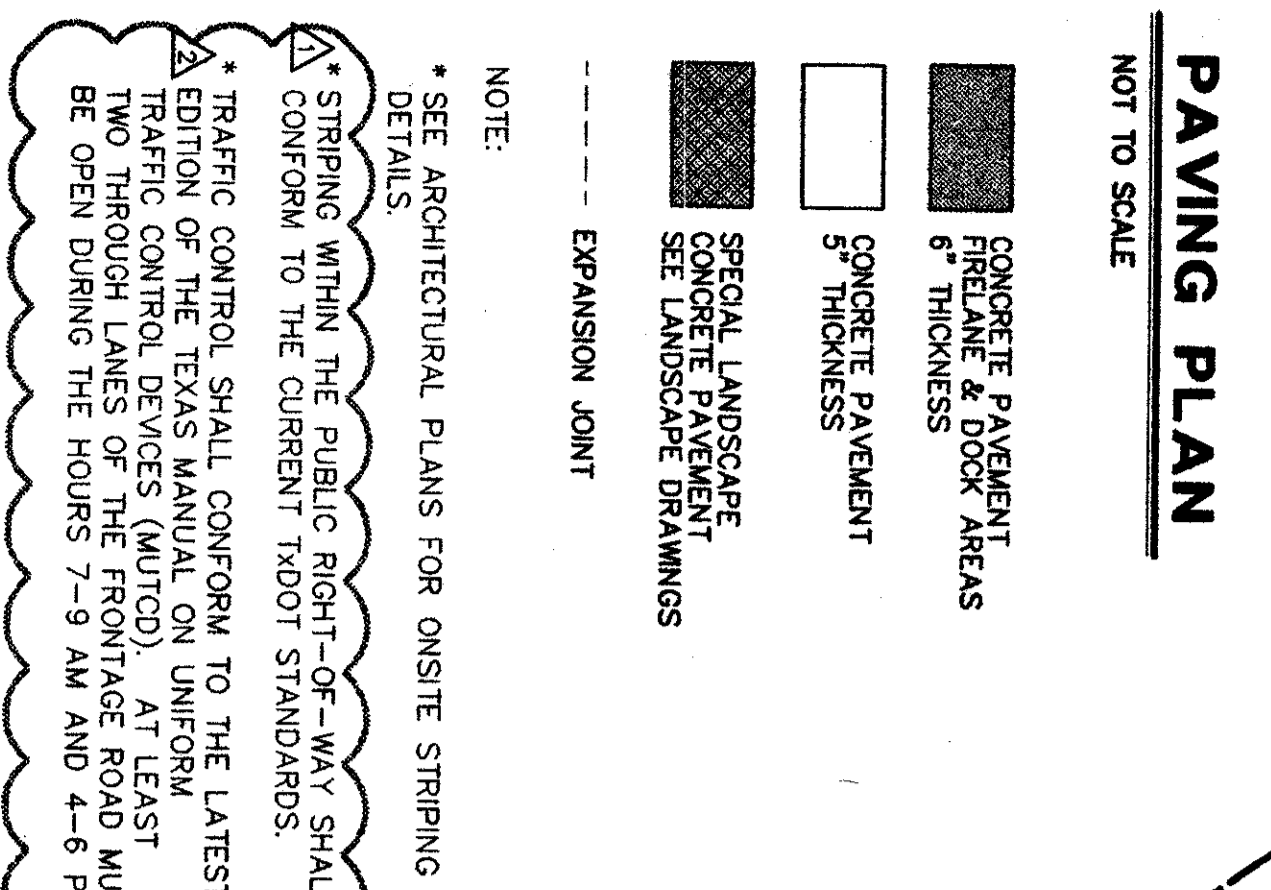 PAVING PLAN
NOT TO SCALE
CONCRETE PAVEMENT
FIRELANE & DOCK AREAS
6" THICKNESS
CONCRETE PAVEMENT
5" THICKNESS
SPECIAL LANDSCAPE
CONCRETE PAVEMENT
SEE LANDSCAPE DRAWINGS
EXPANSION JOINT
NOTE:
* SEE ARCHITECTURAL PLANS FOR ONSITE STRIPING
DETAILS.
1
* STRIPING WITHIN THE PUBLIC RIGHT-OF-WAY SHAL
CONFORM TO THE CURRENT TxDOT STANDARDS.
2
* TRAFFIC CONTROL SHALL CONFORM TO THE LATEST
EDITION OF THE TEXAS MANUAL ON UNIFORM
TRAFFIC CONTROL DEVICES (MUTCD). AT LEAST
TWO THROUGH LANES OF THE FRONTAGE ROAD MU
BE OPEN DURING THE HOURS 7-9 AM AND 4-6 P